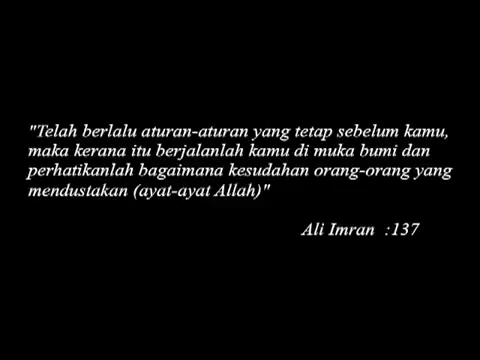 "Telah berlalu aturan-aturan yang tetap sebelum kamu,
maka kerana itu berjalanlah kamu di muka bumi dan
perhatikanlah bagaimana kesudahan orang-orang yang
mendustakan (ayat-ayat Allah)"
Ali Imran :137